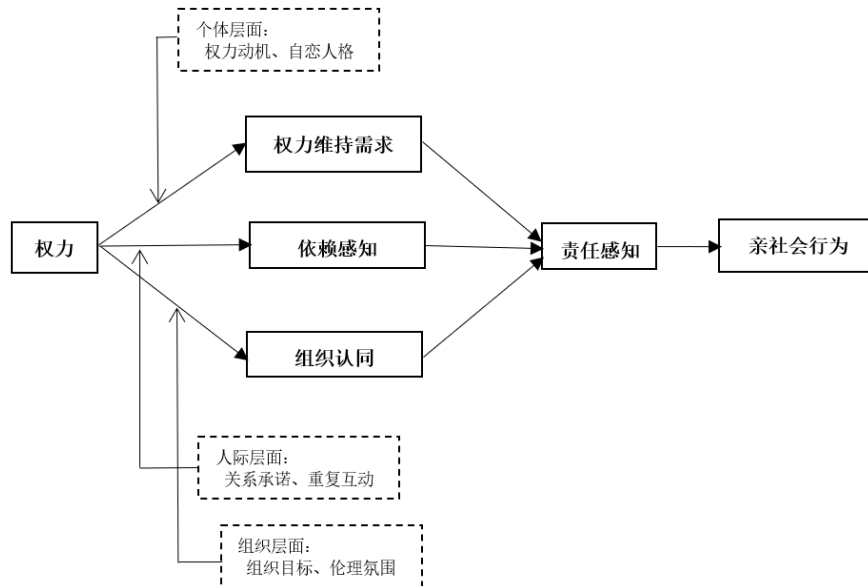 个体层面：
权力动机、自恋人格
权力维持需求
权力
依赖感知
责任感知
亲社会行为
组织认同
人际层面：
关系承诺、重复互动
组织层面：
组织目标、伦理氛围